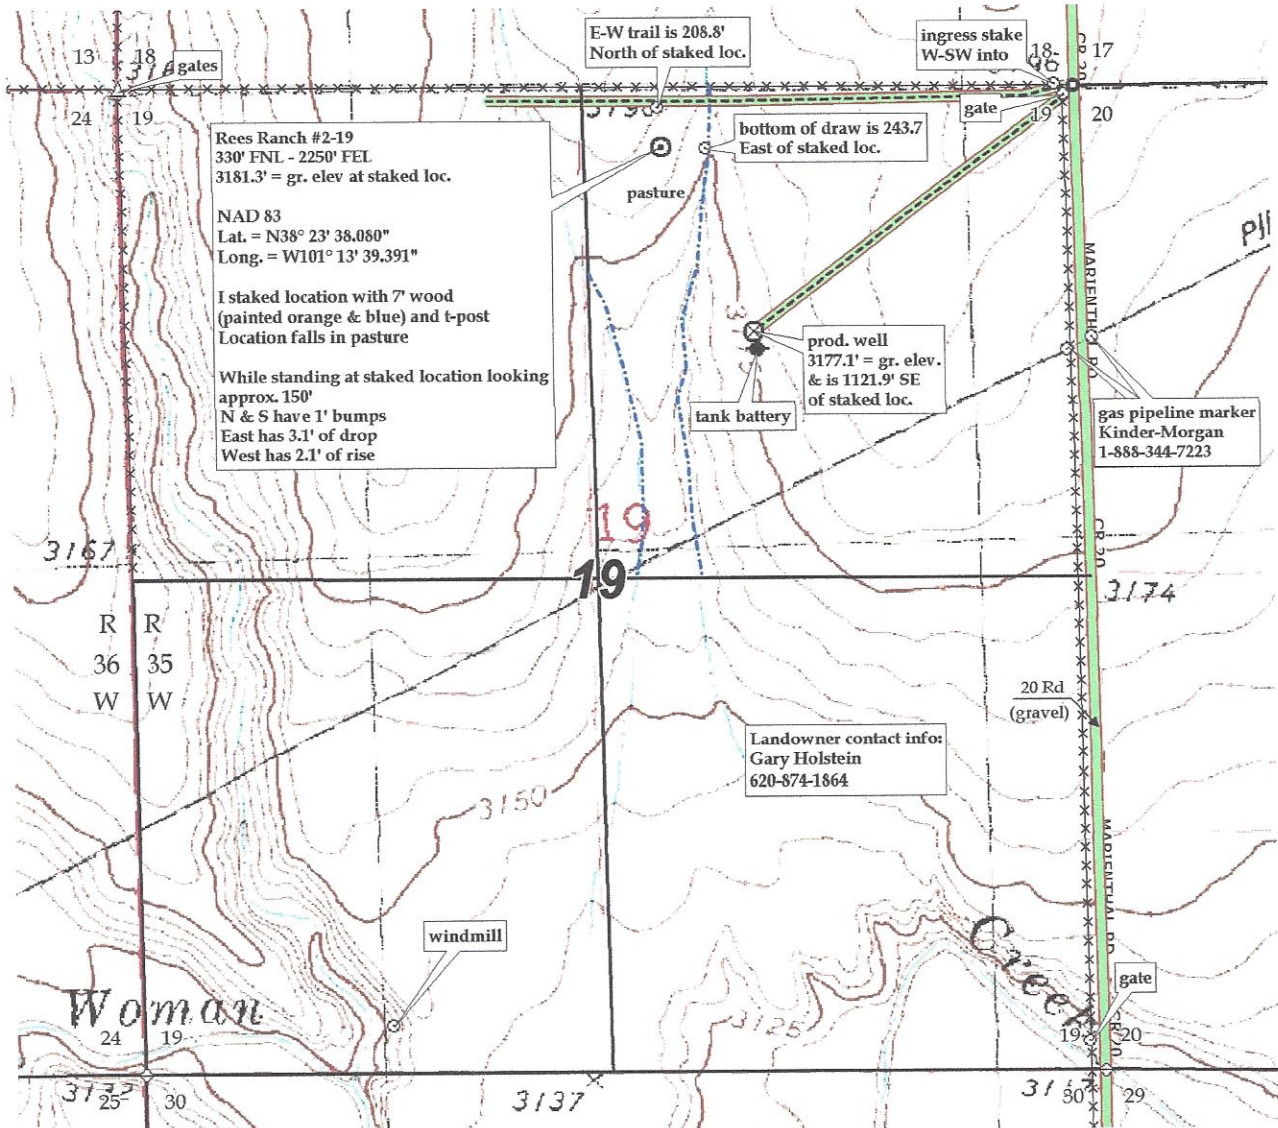 E-W trail is 208.8'
North of staked loc.
ingress stake
W-SW into
13
18
gates
18
17
CR 20
24
19
gate
19
20
Rees Ranch #2-19
330' FNL - 2250' FEL
3181.3' = gr. elev at staked loc.
NAD 83
Lat. = N38° 23' 38.080"
Long. = W101° 13' 39.391"
I staked location with 7' wood
(painted orange & blue) and t-post
Location falls in pasture
While standing at staked location looking
approx. 150'
N & S have 1' bumps
East has 3.1' of drop
West has 2.1' of rise
bottom of draw is 243.7
East of staked loc.
pasture
prod. well
3177.1' = gr. elev.
& is 1121.9' SE
of staked loc.
tank battery
gas pipeline marker
Kinder-Morgan
1-888-344-7223
19
CR 20
3167
19
3174
R
R
36
35
W
W
20 Rd
(gravel)
Landowner contact info:
Gary Holstein
620-874-1864
3150
MARIENTHAL RD
windmill
Creek
gate
Woman
3125
24
19
19
20
CR 20
25
30
3137
30
29